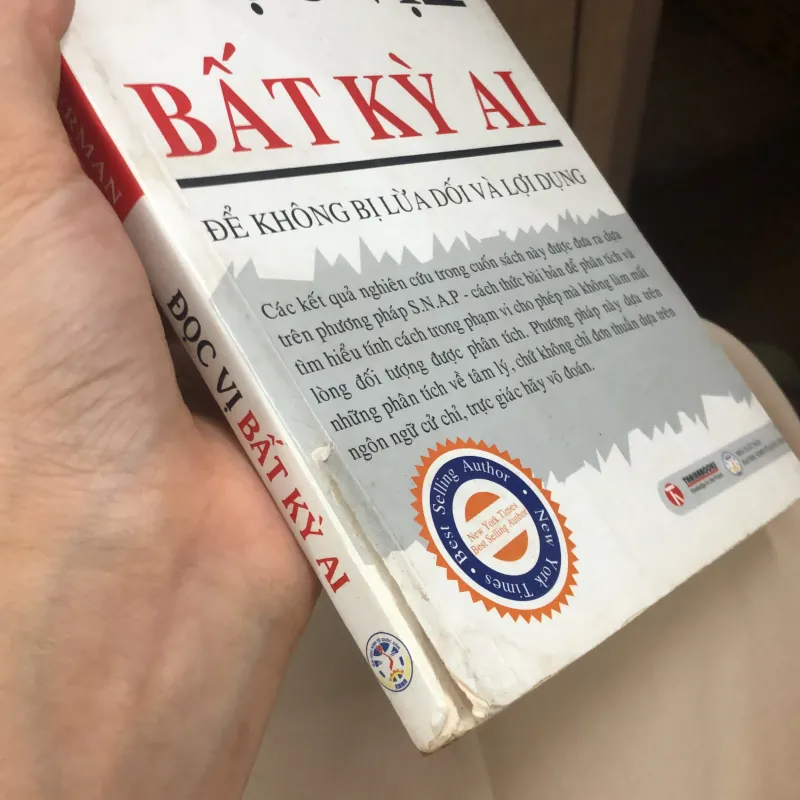 BẤT KỲ AI
ĐỂ KHÔNG BỊ LỪA DỐI VÀ LỢI DỤNG
Các kết quả nghiên cứu trong cuốn sách này được đưa ra dựa
trên phương pháp S.N.A.P - cách thức bài bản để phân tích và
tìm hiểu tính cách trong phạm vi cho phép mà không làm mất
lòng đối tượng được phân tích. Phương pháp này dựa trên
những phân tích về tâm lý, chứ không chỉ đơn thuần dựa trên
ngôn ngữ cử chỉ, trực giác hãy võ đoán.
Best Selling Author • New York Times •
New York Times
Best Selling Author
THAIHABOOKS
RMAN
ĐỌC VỊ BẤT KỲ AI